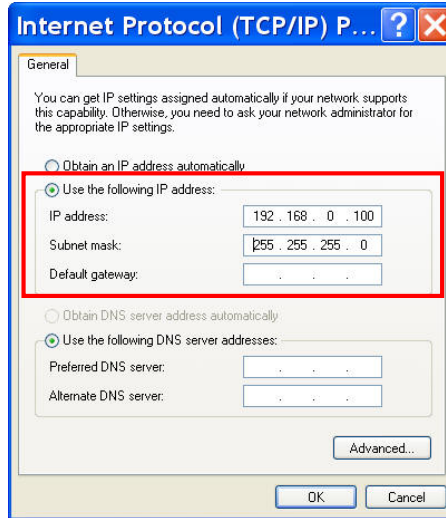 Internet Protocol (TCP/IP) P... ? X
General
You can get IP settings assigned automatically if your network supports
this capability. Otherwise, you need to ask your network administrator for
the appropriate IP settings.
Obtain an IP address automatically
Use the following IP address:
IP address: 192 . 168 . 0 . 100
Subnet mask: 255 . 255 . 255 . 0
Default gateway: . . .
Obtain DNS server address automatically
Use the following DNS server addresses:
Preferred DNS server: . . .
Alternate DNS server: . . .
Advanced...
OK Cancel